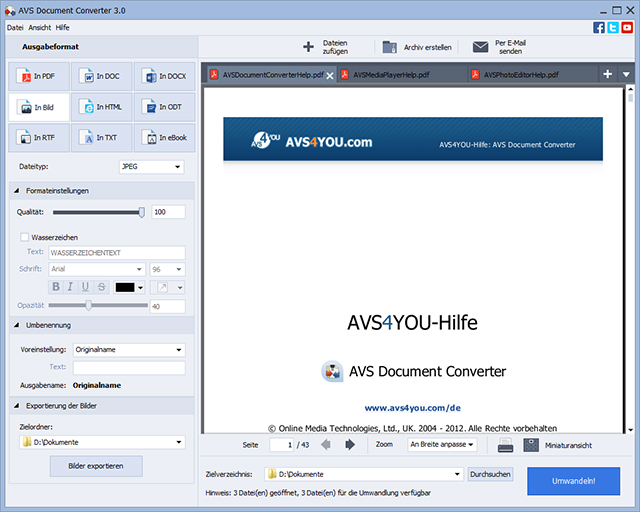 AVS Document Converter 3.0
Datei Ansicht Hilfe
Ausgabeformat
In PDF In DOC In DOCX
In Bild In HTML In ODT
In RTF In TXT In eBook
Dateityp: JPEG
Formateinstellungen
Qualität: 100
Wasserzeichen
Text: WASSERZEICHENTEXT
Schrift: Arial 96
B I U S
Opazität 40
Umbenennung
Voreinstellung: Originalname
Text:
Ausgabename: Originalname
Exportierung der Bilder
Zielordner:
D:\Dokumente
Bilder exportieren
Dateien
zufügen
Archiv erstellen
Per E-Mail
senden
AVSDocumentConverterHelp.pdf AVSMediaPlayerHelp.pdf AVSPhotoEditorHelp.pdf
AVS4YOU.com
AVS4YOU-Hilfe: AVS Document Converter
AVS4YOU-Hilfe
AVS Document Converter
www.avs4you.com/de
© Online Media Technologies, Ltd., UK. 2004 - 2012. Alle Rechte vorbehalten
Seite 1 / 43 Zoom An Breite anpasse Miniaturansicht
Zielverzeichnis: D:\Dokumente Durchsuchen
Umwandeln!
Hinweis: 3 Datei(en) geöffnet, 3 Datei(en) für die Umwandlung verfügbar